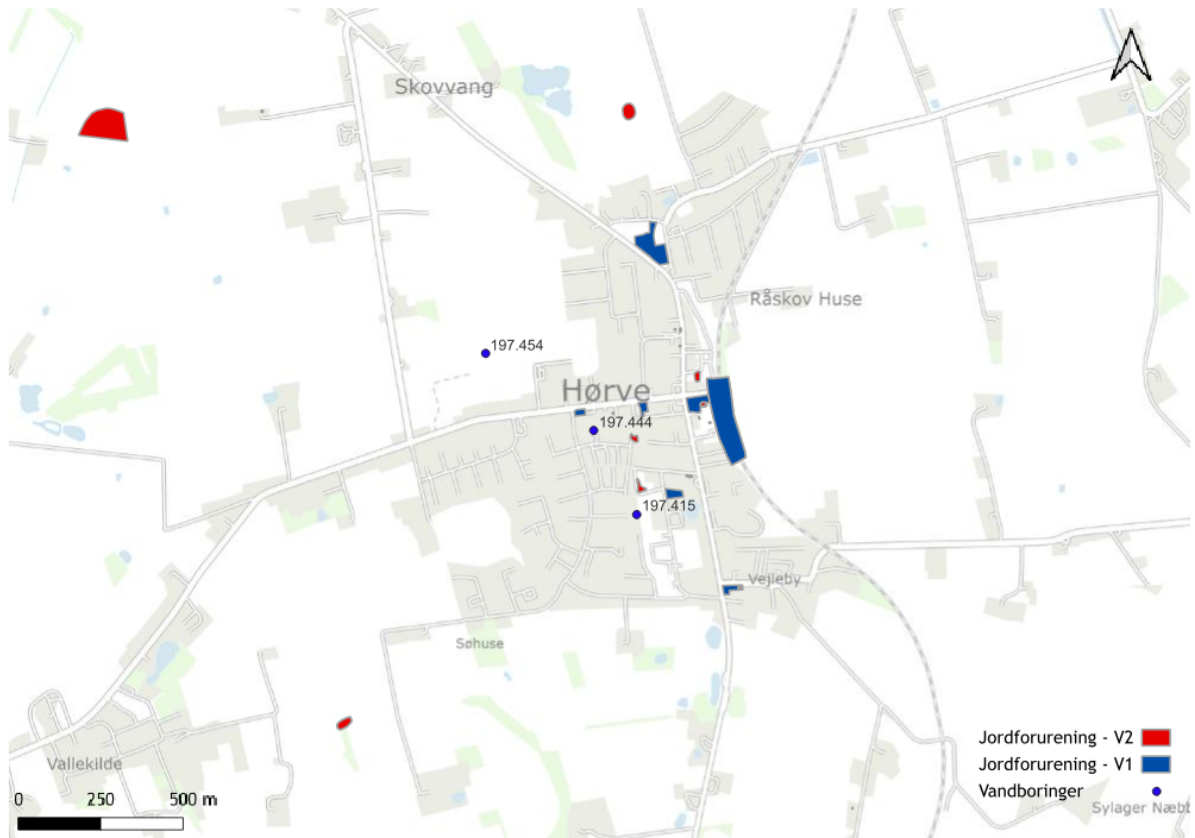 Skovvang
Råskov Huse
197.454
Hørve
197.444
197.415
Vejleby
Søhuse
Vallekilde
Jordforurening - V2
Jordforurening - V1
Vandboringer
0 250 500 m
Sylager Næbb